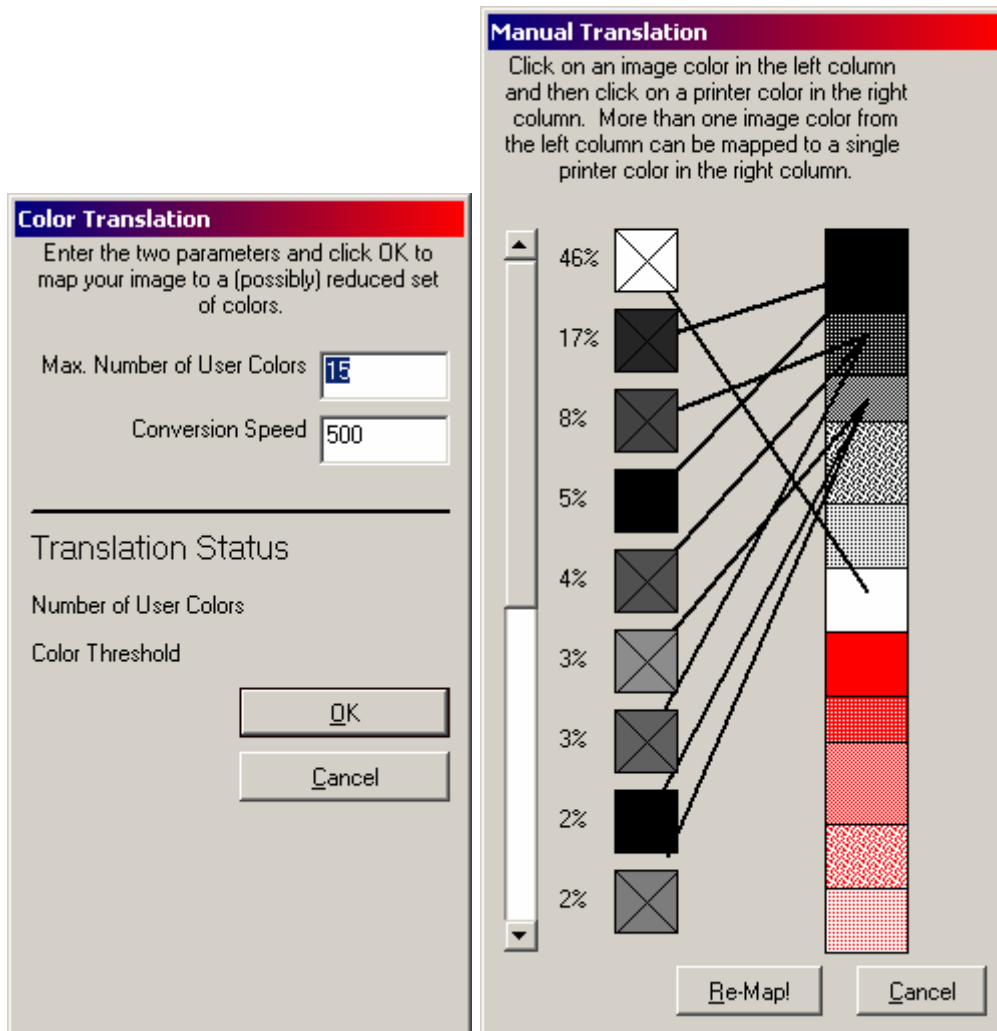 Color Translation
Enter the two parameters and click OK to
map your image to a (possibly) reduced set
of colors.
Max. Number of User Colors 15
Conversion Speed 500
Translation Status
Number of User Colors
Color Threshold
OK
Cancel
Manual Translation
Click on an image color in the left column
and then click on a printer color in the right
column. More than one image color from
the left column can be mapped to a single
printer color in the right column.
46%
17%
8%
5%
4%
3%
3%
2%
2%
Re-Map! Cancel